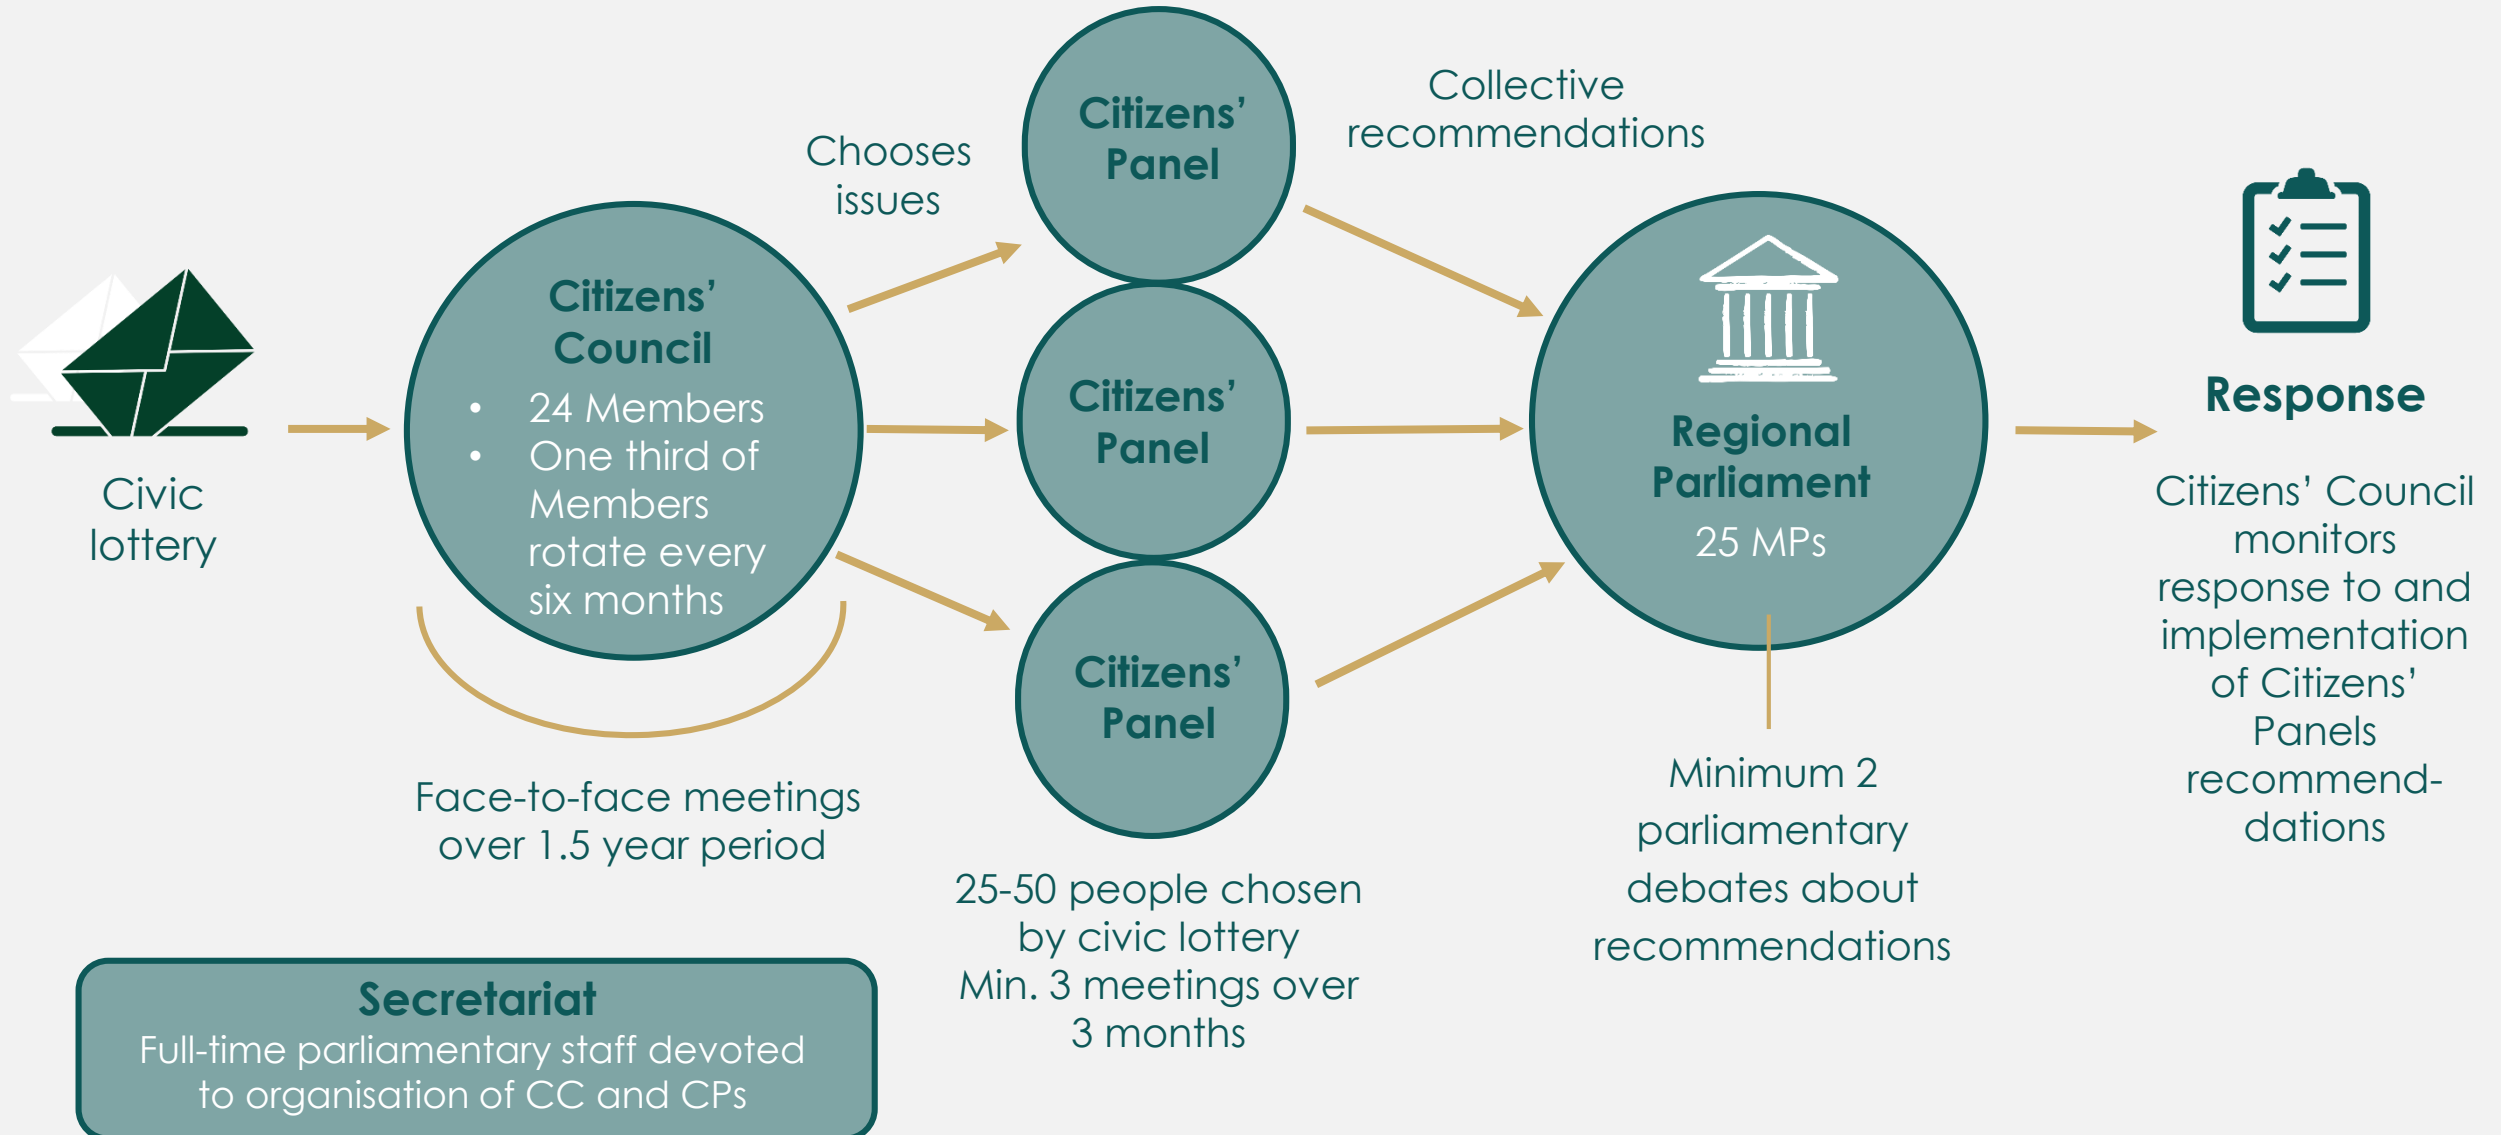 Civic
lottery
Citizens’
Council
• 24 Members
• One third of
Members
rotate every
six months
Face-to-face meetings
over 1.5 year period
Secretariat
Full-time parliamentary staff devoted
to organisation of CC and CPs
Chooses
issues
Citizens’
Panel
Citizens’
Panel
Citizens’
Panel
25-50 people chosen
by civic lottery
Min. 3 meetings over
3 months
Collective
recommendations
Regional
Parliament
25 MPs
Minimum 2
parliamentary
debates about
recommendations
Response
Citizens’ Council
monitors
response to and
implementation
of Citizens’
Panels
recommend-
dations